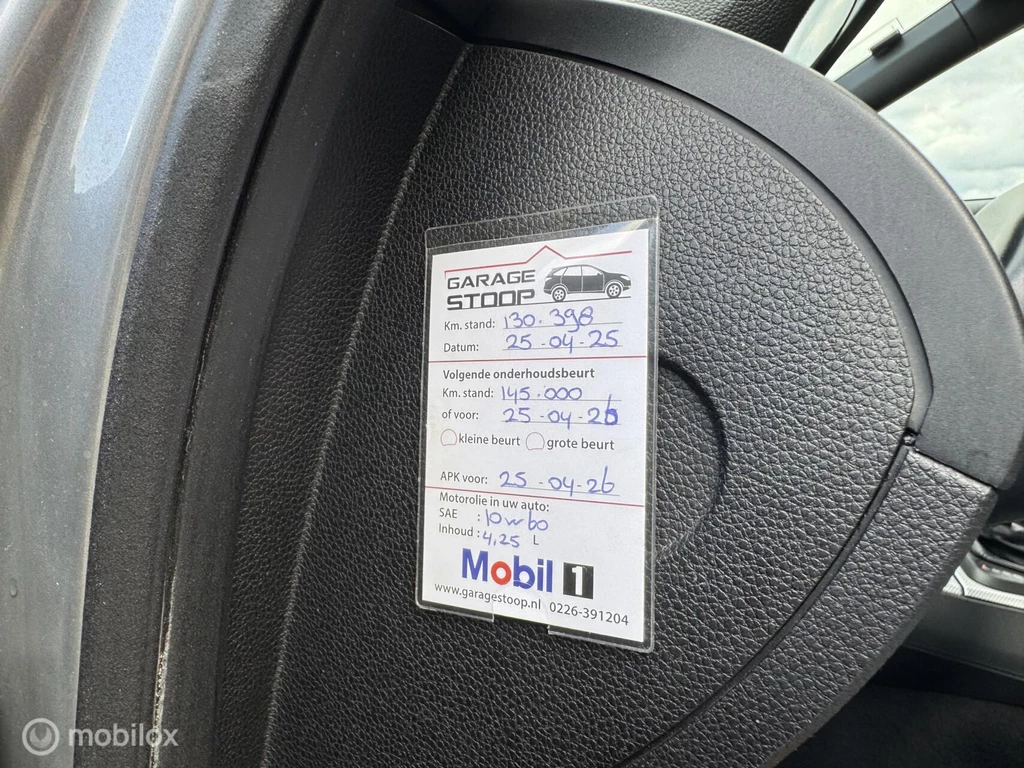 GARAGE
STOOP
Km. stand: 130.398
Datum: 25-04-25
Volgende onderhoudsbeurt
Km. stand: 145.000
of voor: 25-04-26
kleine beurt grote beurt
APK voor: 25-04-26
Motorolie in uw auto:
SAE : 10w60
Inhoud : 4,25 L
Mobil 1
www.garagestoop.nl 0226-391204
mobilox